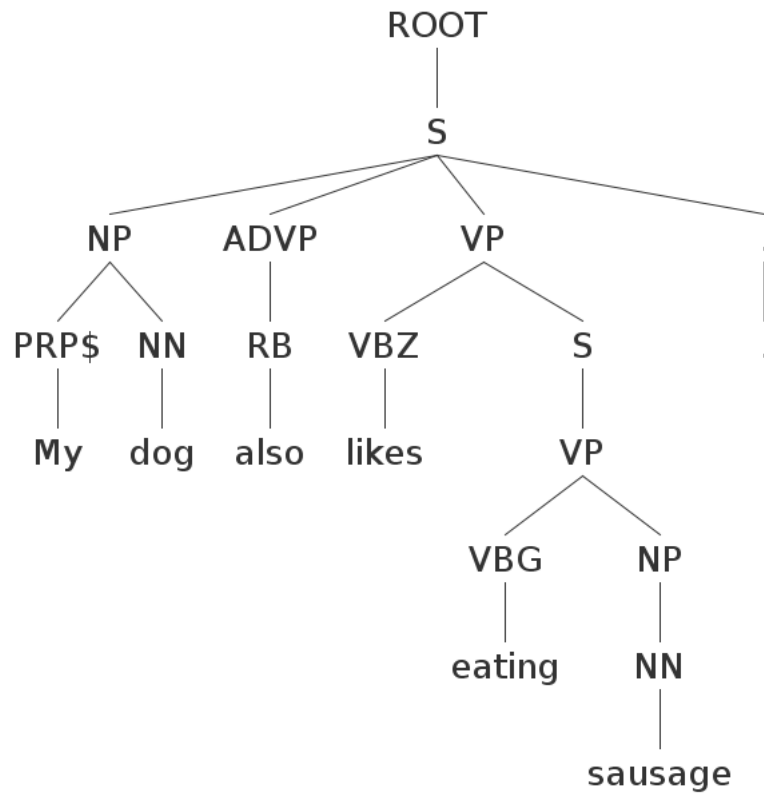 ROOT
S
NP ADVP VP .
PRP$ NN RB VBZ S .
My dog also likes VP
VBG NP
eating NN
sausage